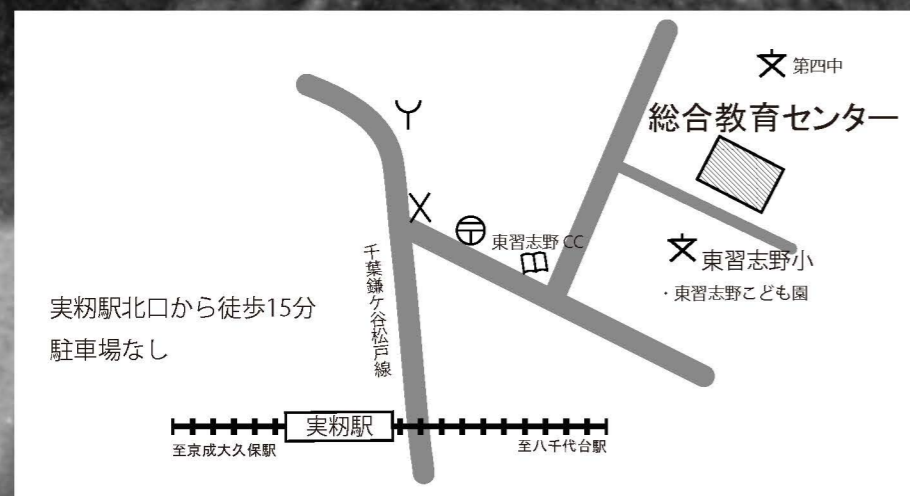 第四中
総合教育センター
東習志野 CC
東習志野小
・東習志野こども園
千葉鎌ケ谷松戸線
実籾駅北口から徒歩15分
駐車場なし
実籾駅
至京成大久保駅
至八千代台駅